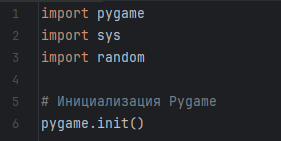 1 import pygame
2 import sys
3 import random
4
5 # Инициализация Pygame
6 pygame.init()